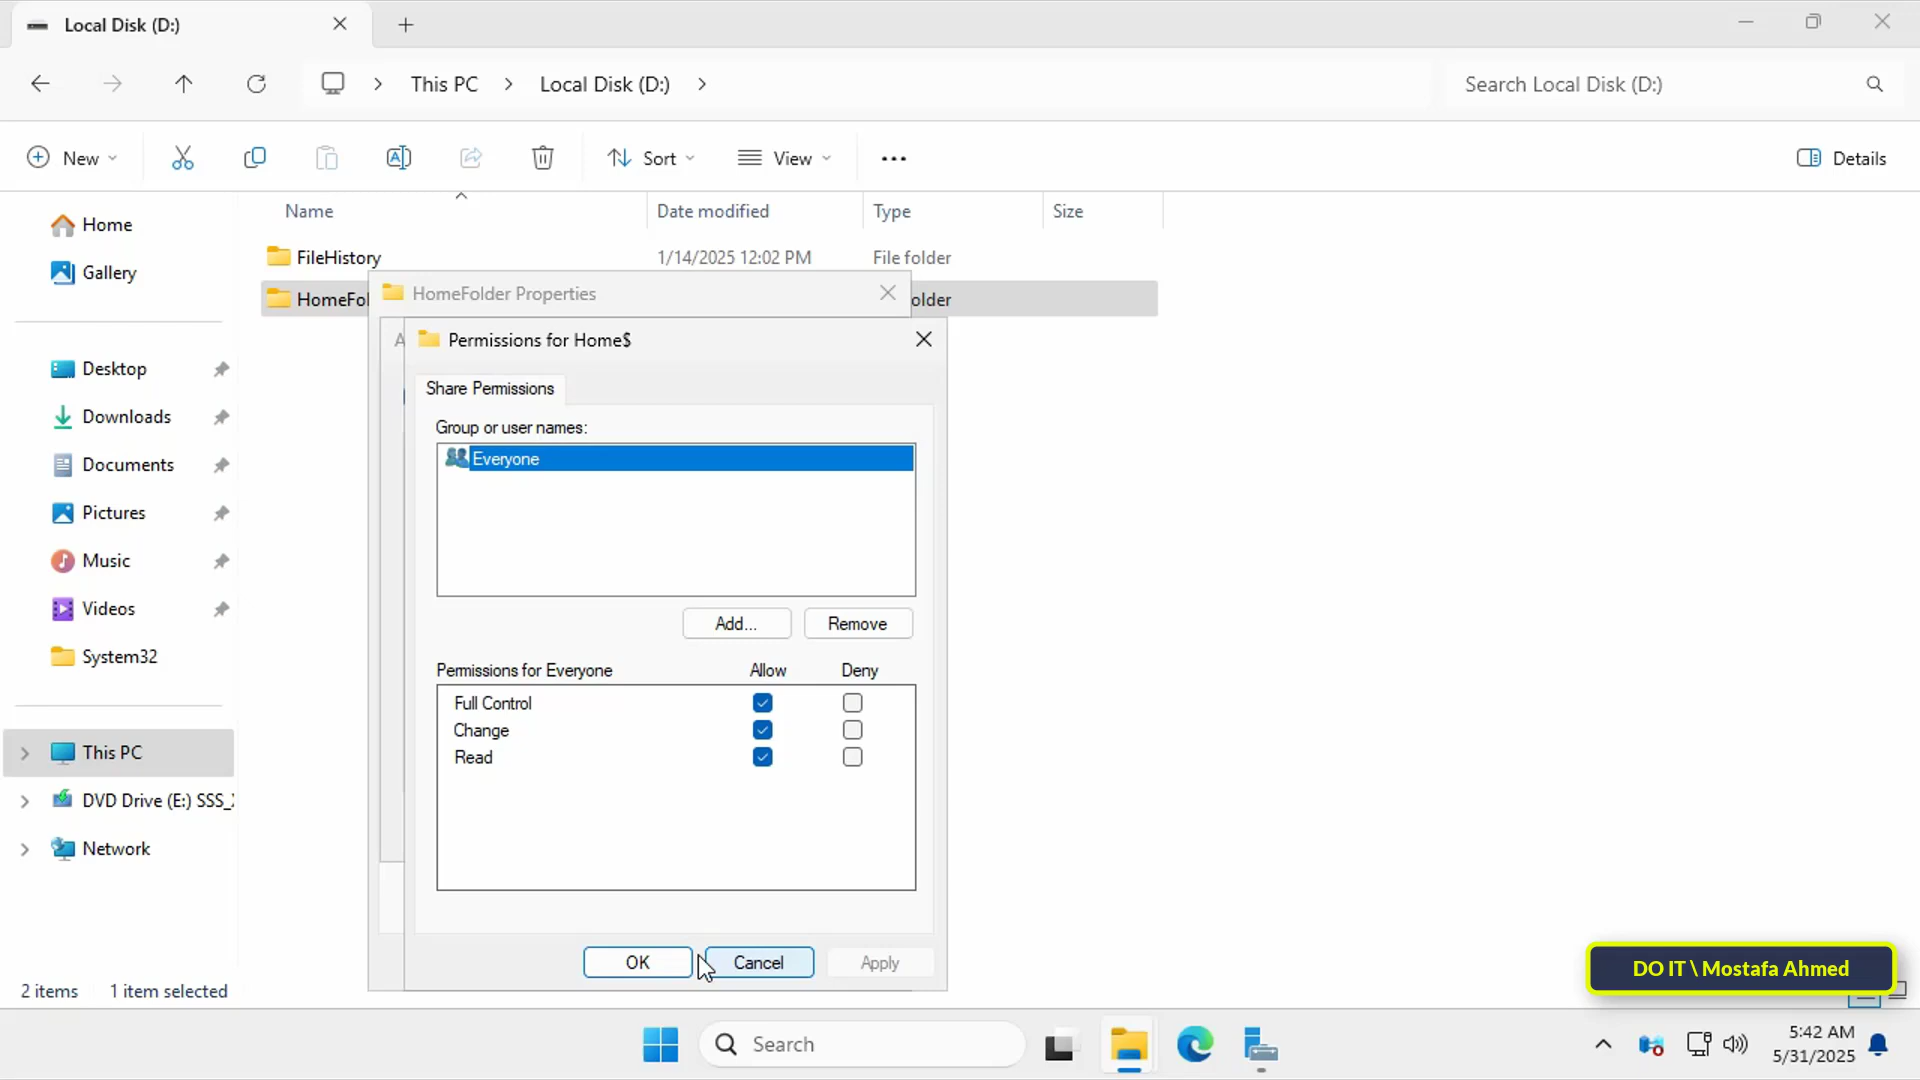 Local Disk (D:)
This PC
Local Disk (D:)
Search Local Disk (D:)
New
Sort
View
Details
Name
Date modified
Type
Size
Home
Gallery
Desktop
Downloads
Documents
Pictures
Music
Videos
System32
This PC
DVD Drive (E:) SSS_
Network
FileHistory
1/14/2025 12:02 PM
File folder
HomeFol
older
HomeFolder Properties
Permissions for Home$
Share Permissions
Group or user names:
Everyone
Add...
Remove
Permissions for Everyone
Allow
Deny
Full Control
Change
Read
OK
Cancel
Apply
2 items
1 item selected
DO IT \ Mostafa Ahmed
Search
5:42 AM
5/31/2025